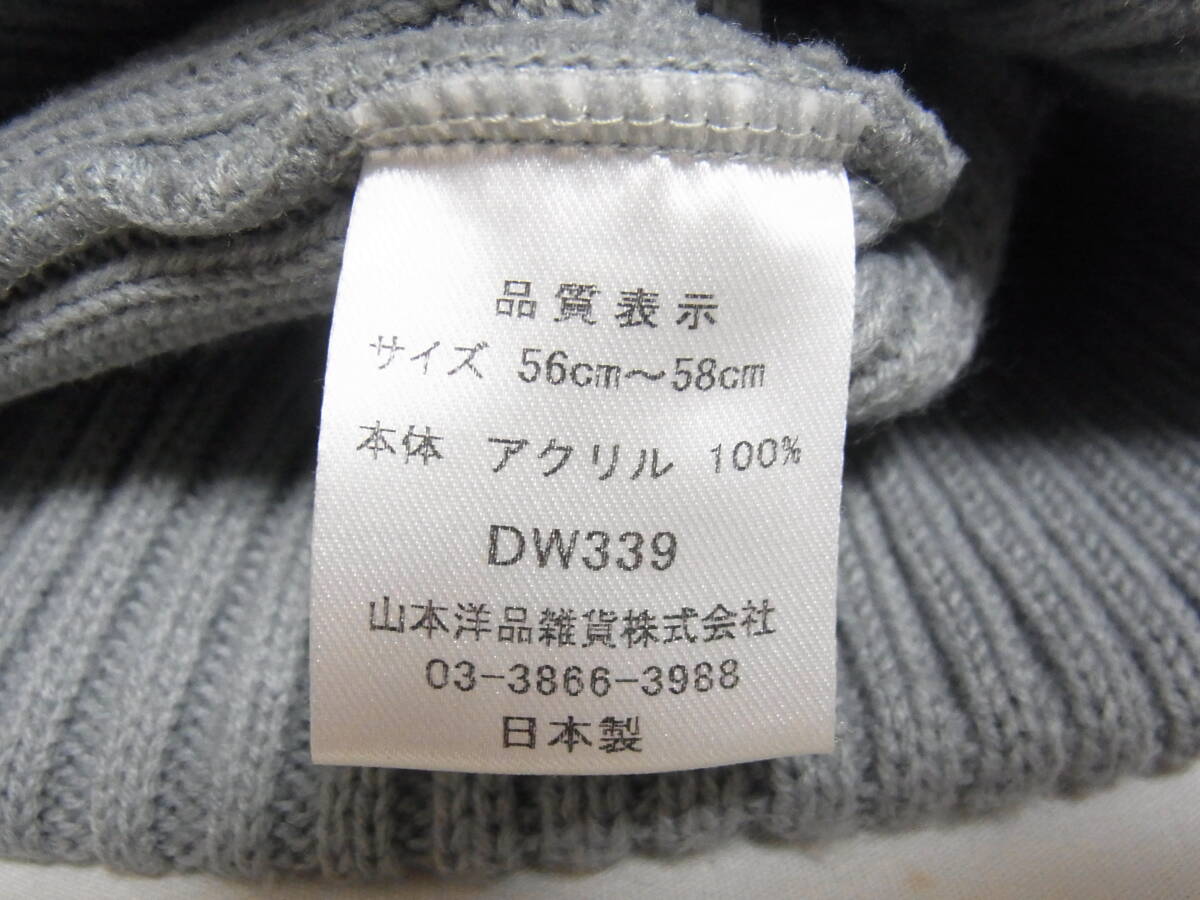 品質表示
サイズ 56cm～58cm
本体 アクリル 100%
DW339
山本洋品雑貨株式会社
03-3866-3988
日本製